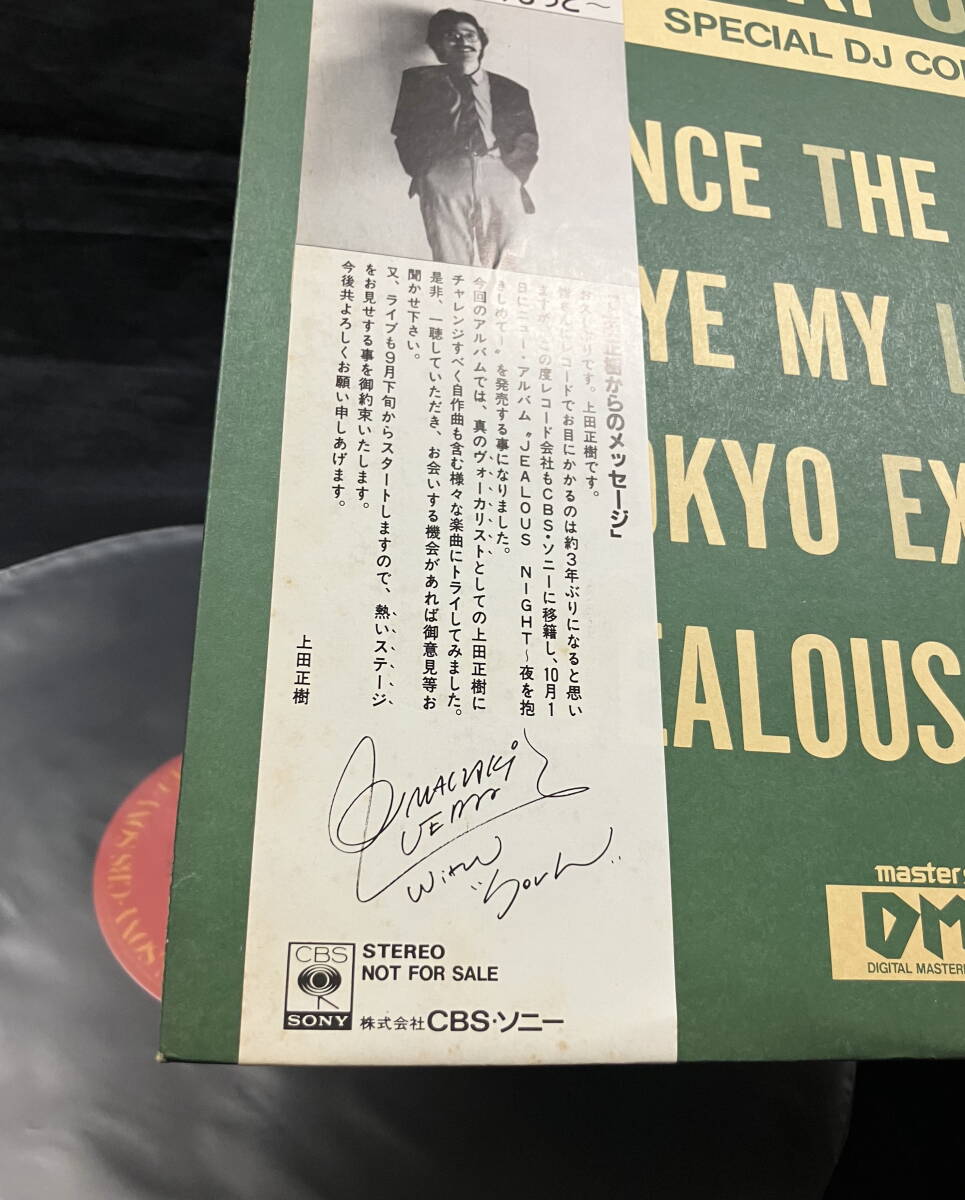 SPECIAL DJ
NCE THE
YE MY
OKYO EX
EALOUS
「上田正樹からのメッセージ」
お久しぶりです。上田正樹です。
皆さんにレコードでお目にかかるのは約3年ぶりになると思い
ますが、この度レコード会社もCBS・ソニーに移籍し、10月1
日にニュー・アルバム〝JEALOUS NIGHT〜夜を抱
きしめて〜〟を発売する事になりました。
今回のアルバムでは、真のヴォーカリストとしての上田正樹に
チャレンジすべく自作曲も含む様々な楽曲にトライしてみました。
是非、一聴していただき、お会いする機会があれば御意見等お
聞かせ下さい。
又、ライブも9月下旬からスタートしますので、熱いステージ
をお見せする事を御約束いたします。
今後共よろしくお願い申しあげます。
上田正樹
MACZAKI
UEDA
With
"Soul"
CBS
SONY
STEREO
NOT FOR SALE
株式会社CBS・ソニー
master
DM
DIGITAL MASTER